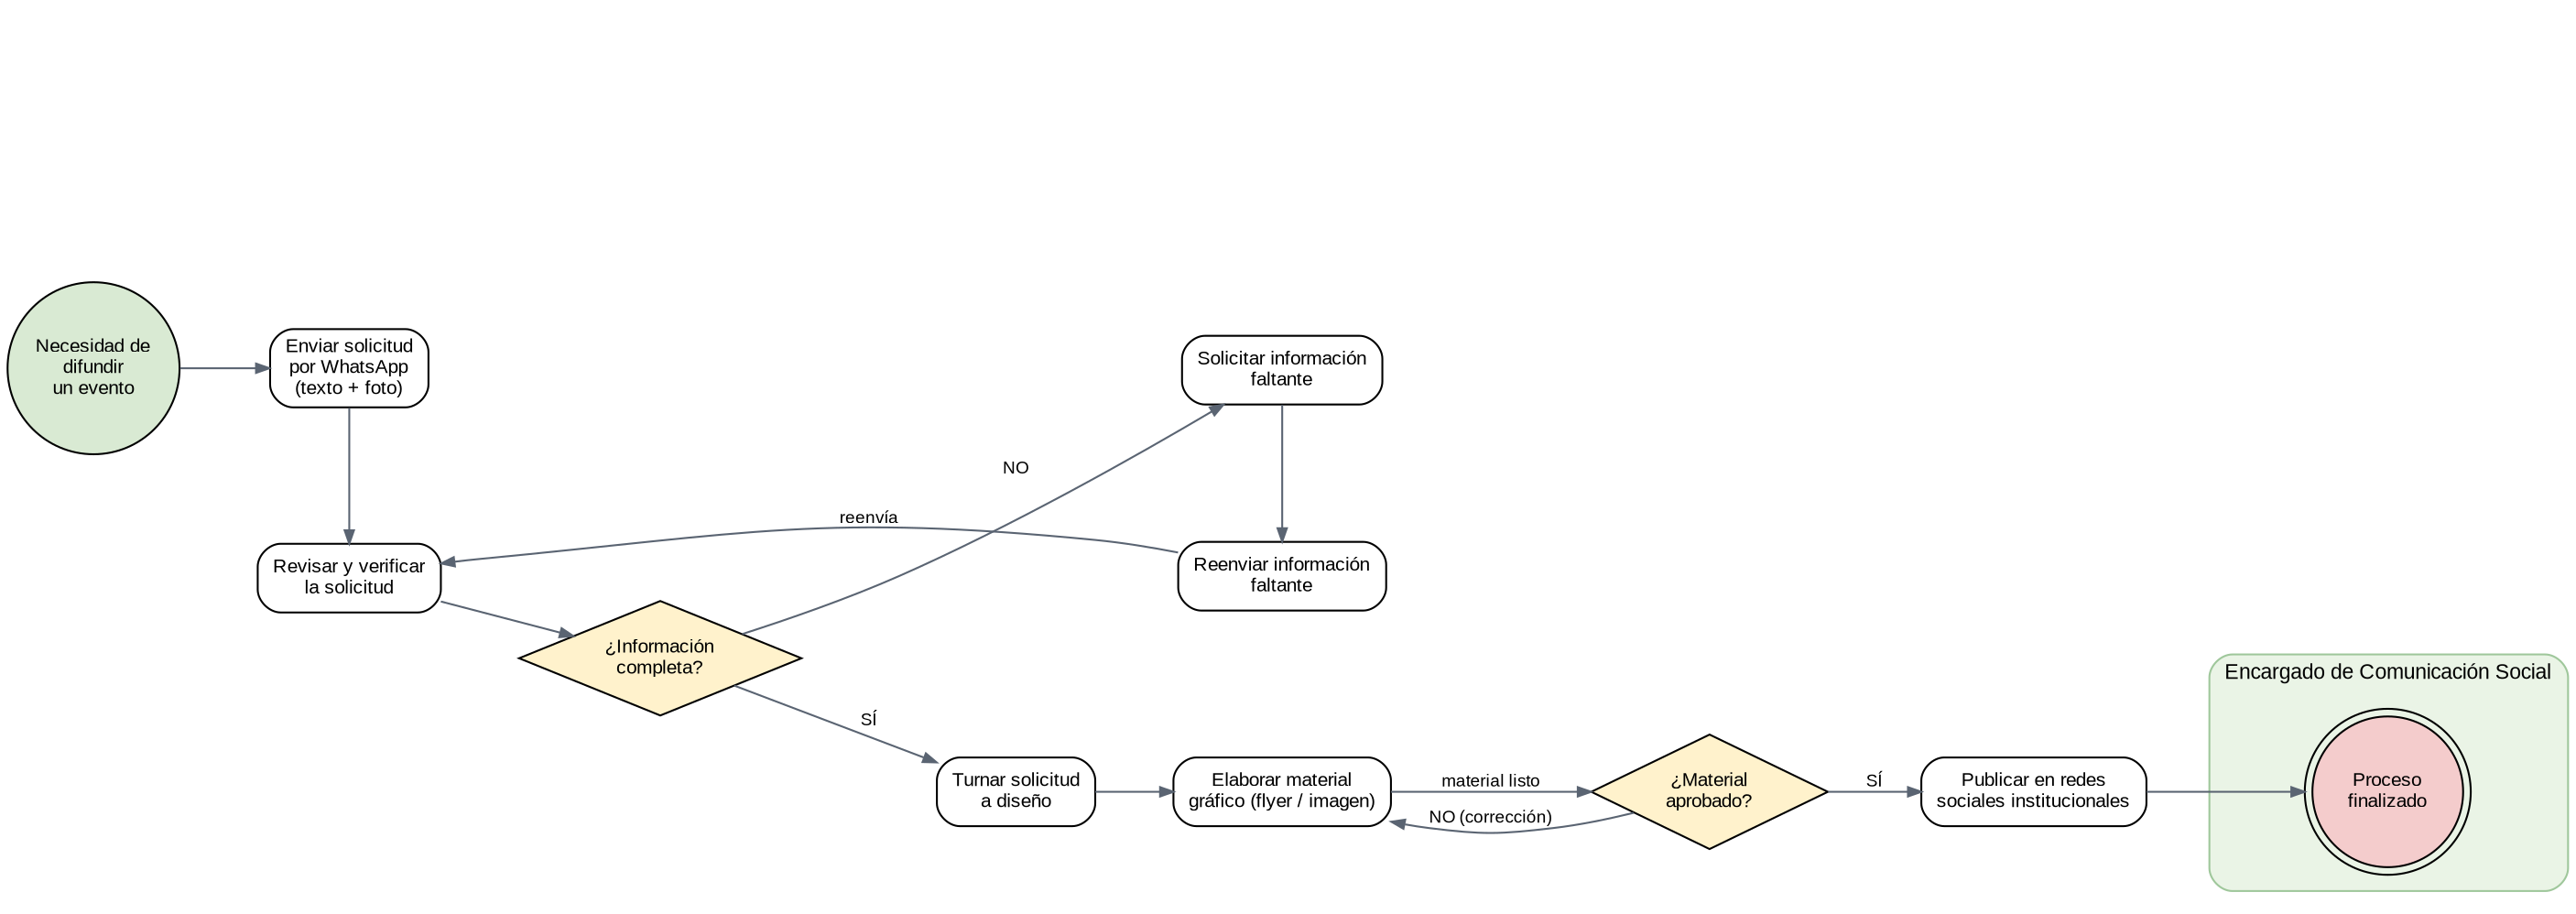 Necesidad de
difundir
un evento
Enviar solicitud
por WhatsApp
(texto + foto)
Solicitar información
faltante
NO
reenvía
Revisar y verificar
la solicitud
Reenviar información
faltante
¿Información
completa?
SÍ
Turnar solicitud
a diseño
Elaborar material
gráfico (flyer / imagen)
material listo
NO (corrección)
¿Material
aprobado?
SÍ
Publicar en redes
sociales institucionales
Encargado de Comunicación Social
Proceso
finalizado